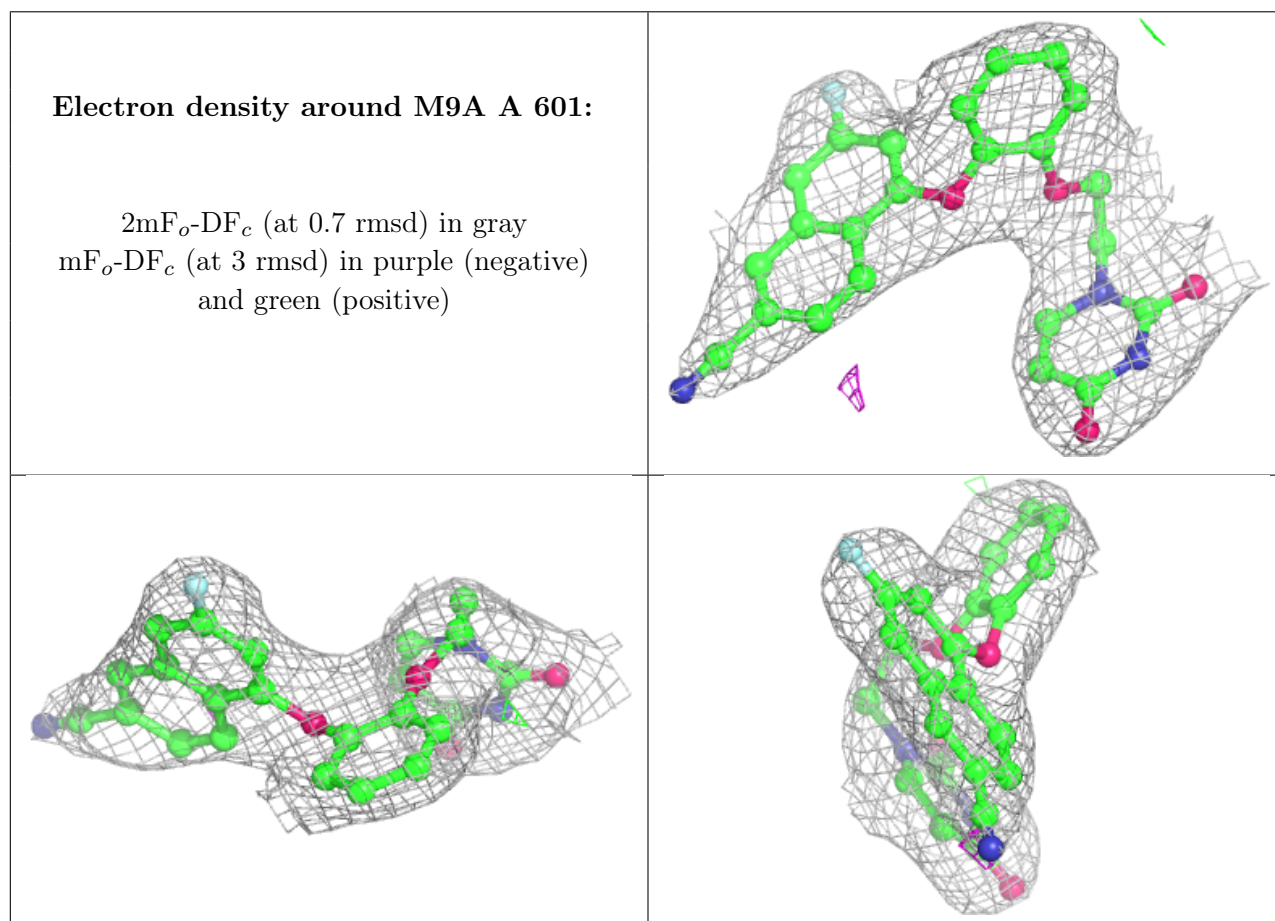 Electron density around M9A A 601:
2mFo-DFc (at 0.7 rmsd) in gray
mFo-DFc (at 3 rmsd) in purple (negative)
and green (positive)